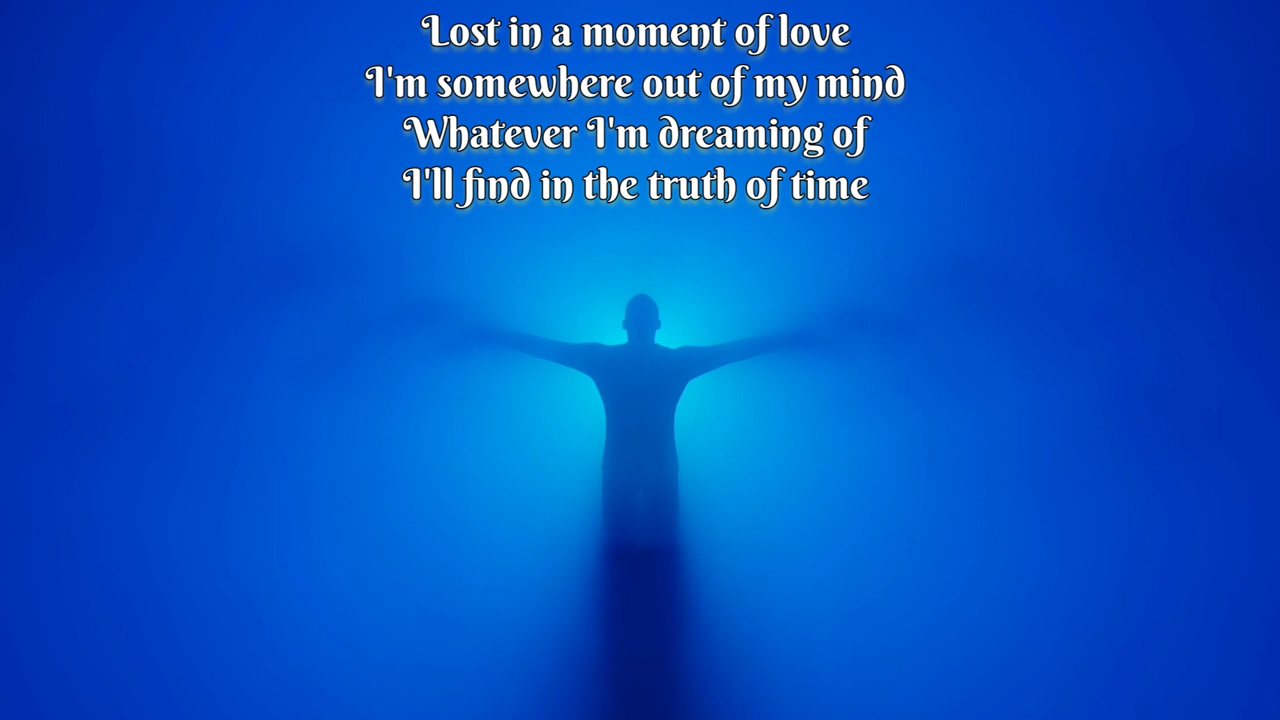 Lost in a moment of love
I'm somewhere out of my mind
Whatever I'm dreaming of
I'll find in the truth of time